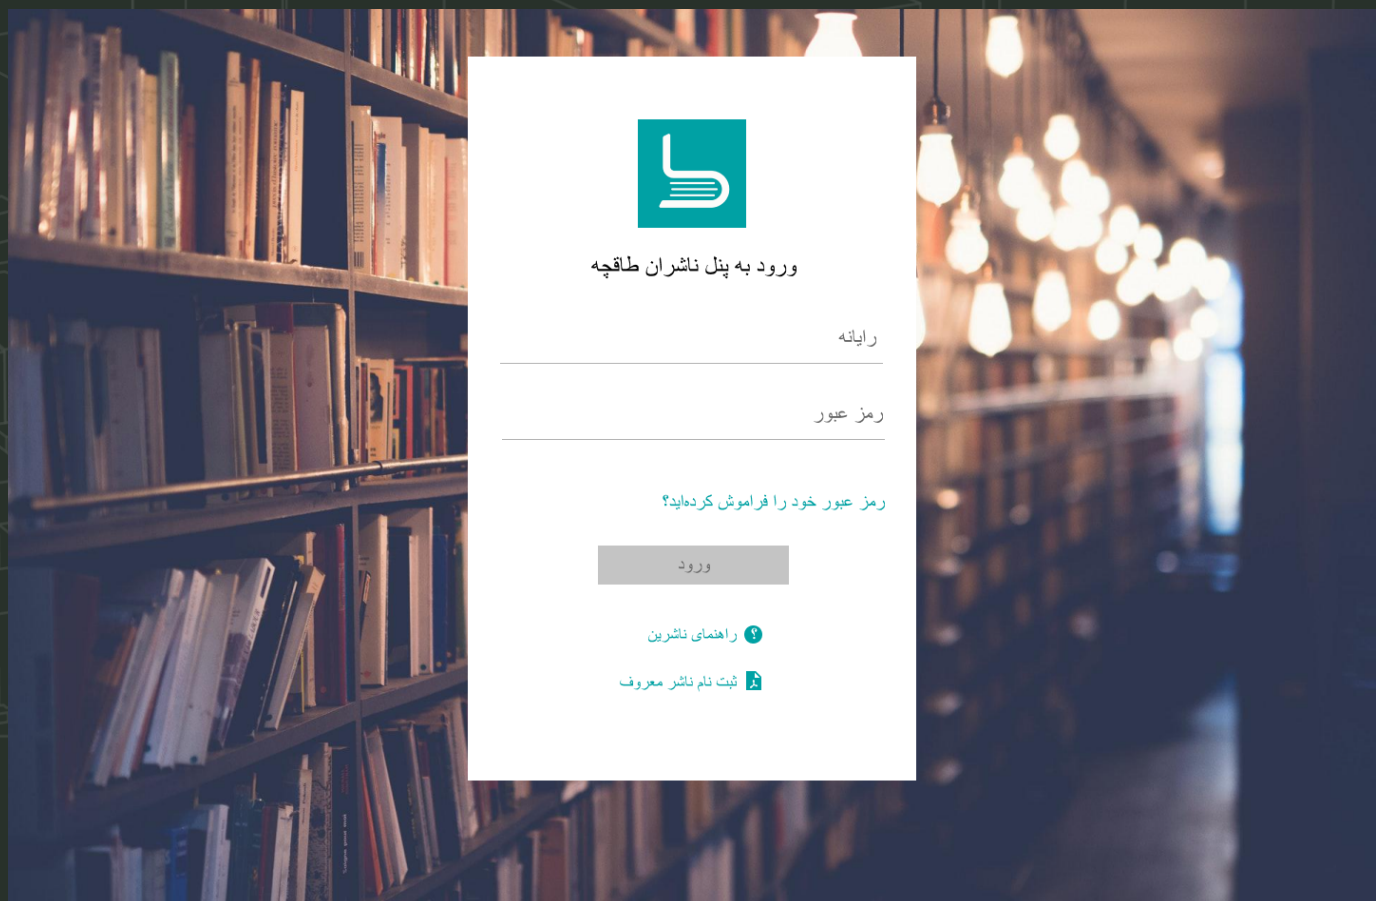 ورود به پنل ناشران طاقچه
رایانه
رمز عبور
رمز عبور خود را فراموش کرده‌اید؟
ورود
راهنمای ناشرین
ثبت نام ناشر معروف